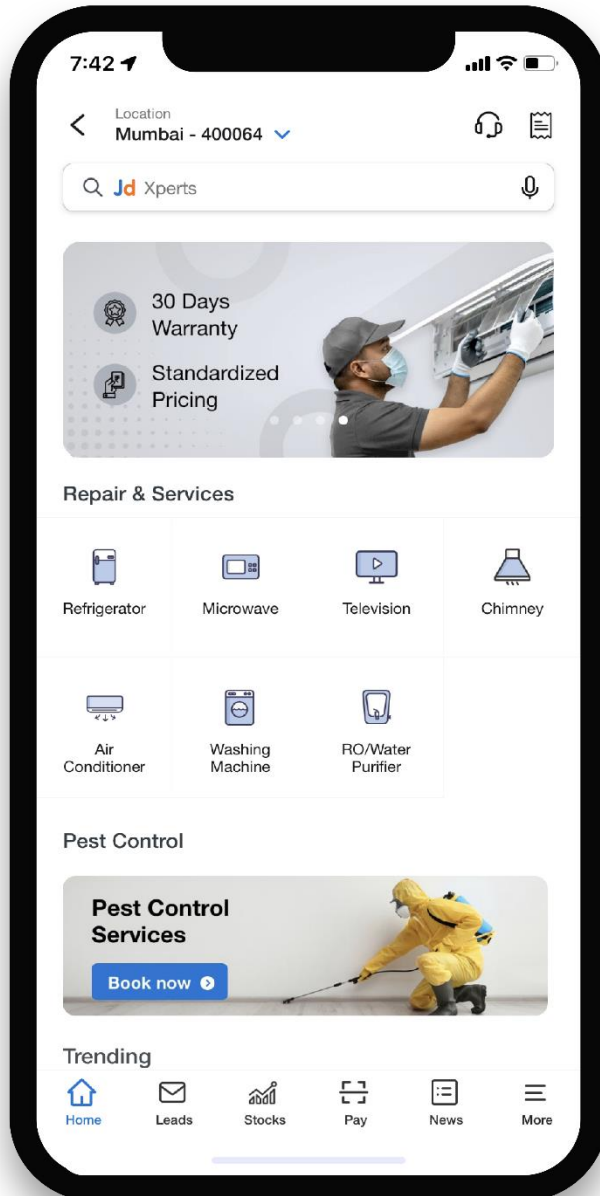 7:42
Location
Mumbai - 400064
Jd Xperts
30 Days
Warranty
Standardized
Pricing
Repair & Services
Refrigerator
Microwave
Television
Chimney
Air
Conditioner
Washing
Machine
RO/Water
Purifier
Pest Control
Pest Control
Services
Book now
Trending
Home
Leads
Stocks
Pay
News
More